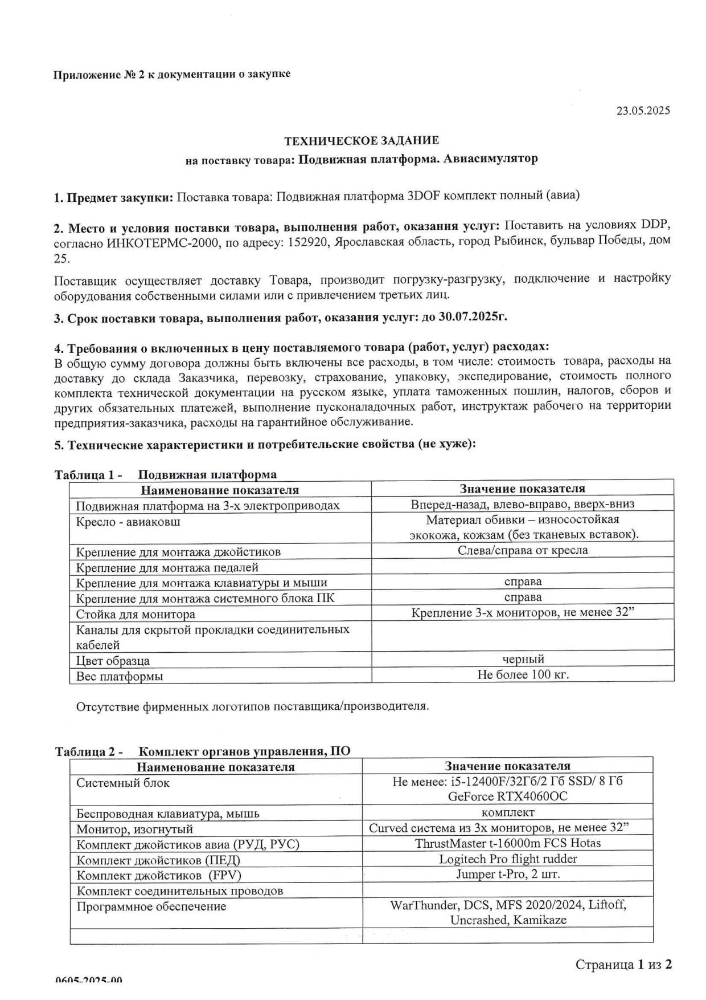 Приложение № 2 к документации о закупке
23.05.2025
ТЕХНИЧЕСКОЕ ЗАДАНИЕ
на поставку товара: Подвижная платформа. Авиасимулятор
1. Предмет закупки: Поставка товара: Подвижная платформа 3DOF комплект полный (авиа)
2. Место и условия поставки товара, выполнения работ, оказания услуг: Поставить на условиях DDP,
согласно ИНКОТЕРМС-2000, по адресу: 152920, Ярославская область, город Рыбинск, бульвар Победы, дом
25.
Поставщик осуществляет доставку Товара, производит погрузку-разгрузку, подключение и настройку
оборудования собственными силами или с привлечением третьих лиц.
3. Срок поставки товара, выполнения работ, оказания услуг: до 30.07.2025г.
4. Требования о включенных в цену поставляемого товара (работ, услуг) расходах:
В общую сумму договора должны быть включены все расходы, в том числе: стоимость товара, расходы на
доставку до склада Заказчика, перевозку, страхование, упаковку, экспедирование, стоимость полного
комплекта технической документации на русском языке, уплата таможенных пошлин, налогов, сборов и
других обязательных платежей, выполнение пусконаладочных работ, инструктаж рабочего на территории
предприятия-заказчика, расходы на гарантийное обслуживание.
5. Технические характеристики и потребительские свойства (не хуже):
Таблица 1 - Подвижная платформа
Наименование показателя Значение показателя
Подвижная платформа на 3-х электроприводах Вперед-назад, влево-вправо, вверх-вниз
Кресло - авиаковш Материал обивки – износостойкая
экокожа, кожзам (без тканевых вставок).
Крепление для монтажа джойстиков Слева/справа от кресла
Крепление для монтажа педалей
Крепление для монтажа клавиатуры и мыши справа
Крепление для монтажа системного блока ПК справа
Стойка для монитора Крепление 3-х мониторов, не менее 32”
Каналы для скрытой прокладки соединительных
кабелей
Цвет образца черный
Вес платформы Не более 100 кг.
Отсутствие фирменных логотипов поставщика/производителя.
Таблица 2 - Комплект органов управления, ПО
Наименование показателя Значение показателя
Системный блок Не менее: i5-12400F/32Гб/2 Гб SSD/ 8 Гб
GeForce RTX4060OC
Беспроводная клавиатура, мышь комплект
Монитор, изогнутый Curved система из 3х мониторов, не менее 32”
Комплект джойстиков авиа (РУД, РУС) ThrustMaster t-16000m FCS Hotas
Комплект джойстиков (ПЕД) Logitech Pro flight rudder
Комплект джойстиков (FPV) Jumper t-Pro, 2 шт.
Комплект соединительных проводов
Программное обеспечение WarThunder, DCS, MFS 2020/2024, Liftoff,
Uncrashed, Kamikaze
Страница 1 из 2
0605-2025-00